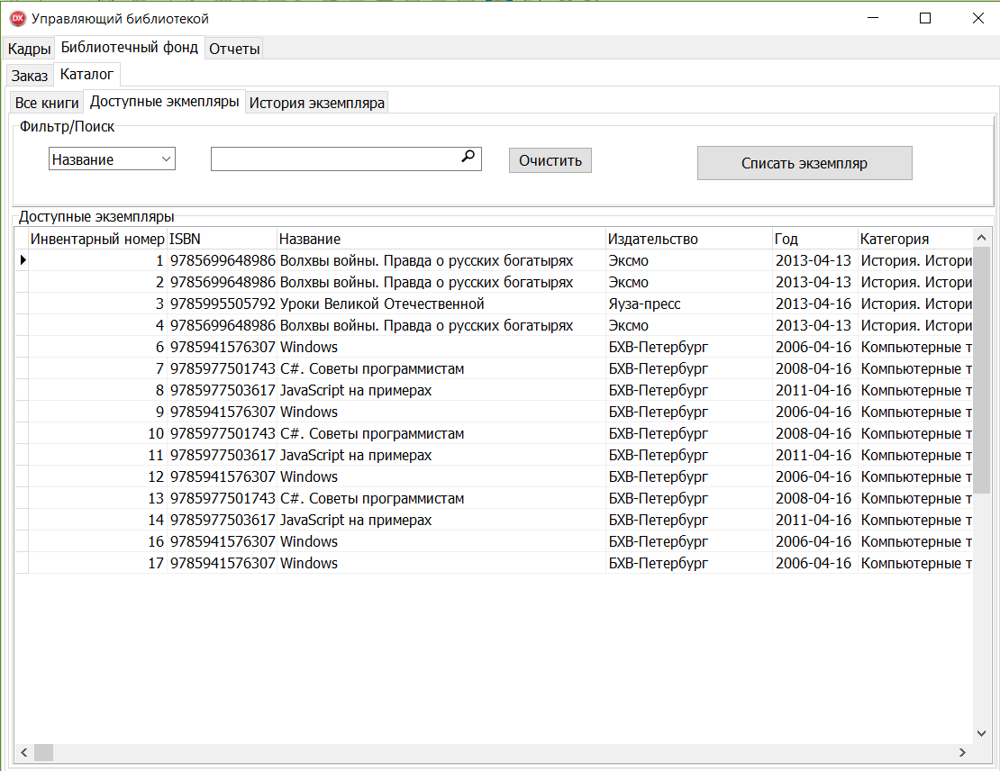 DX Управляющий библиотекой
Кадры Библиотечный фонд Отчеты
Заказ Каталог
Все книги Доступные экмепляры История экземпляра
Фильтр/Поиск
Название Очистить Списать экземпляр
Доступные экземпляры
Инвентарный номер ISBN Название Издательство Год Категория
1 9785699648986 Волхвы войны. Правда о русских богатырях Эксмо 2013-04-13 История. Истори
2 9785699648986 Волхвы войны. Правда о русских богатырях Эксмо 2013-04-13 История. Истори
3 9785995505792 Уроки Великой Отечественной Яуза-пресс 2013-04-16 История. Истори
4 9785699648986 Волхвы войны. Правда о русских богатырях Эксмо 2013-04-13 История. Истори
6 9785941576307 Windows БХВ-Петербург 2006-04-16 Компьютерные т
7 9785977501743 C#. Советы программистам БХВ-Петербург 2008-04-16 Компьютерные т
8 9785977503617 JavaScript на примерах БХВ-Петербург 2011-04-16 Компьютерные т
9 9785941576307 Windows БХВ-Петербург 2006-04-16 Компьютерные т
10 9785977501743 C#. Советы программистам БХВ-Петербург 2008-04-16 Компьютерные т
11 9785977503617 JavaScript на примерах БХВ-Петербург 2011-04-16 Компьютерные т
12 9785941576307 Windows БХВ-Петербург 2006-04-16 Компьютерные т
13 9785977501743 C#. Советы программистам БХВ-Петербург 2008-04-16 Компьютерные т
14 9785977503617 JavaScript на примерах БХВ-Петербург 2011-04-16 Компьютерные т
16 9785941576307 Windows БХВ-Петербург 2006-04-16 Компьютерные т
17 9785941576307 Windows БХВ-Петербург 2006-04-16 Компьютерные т